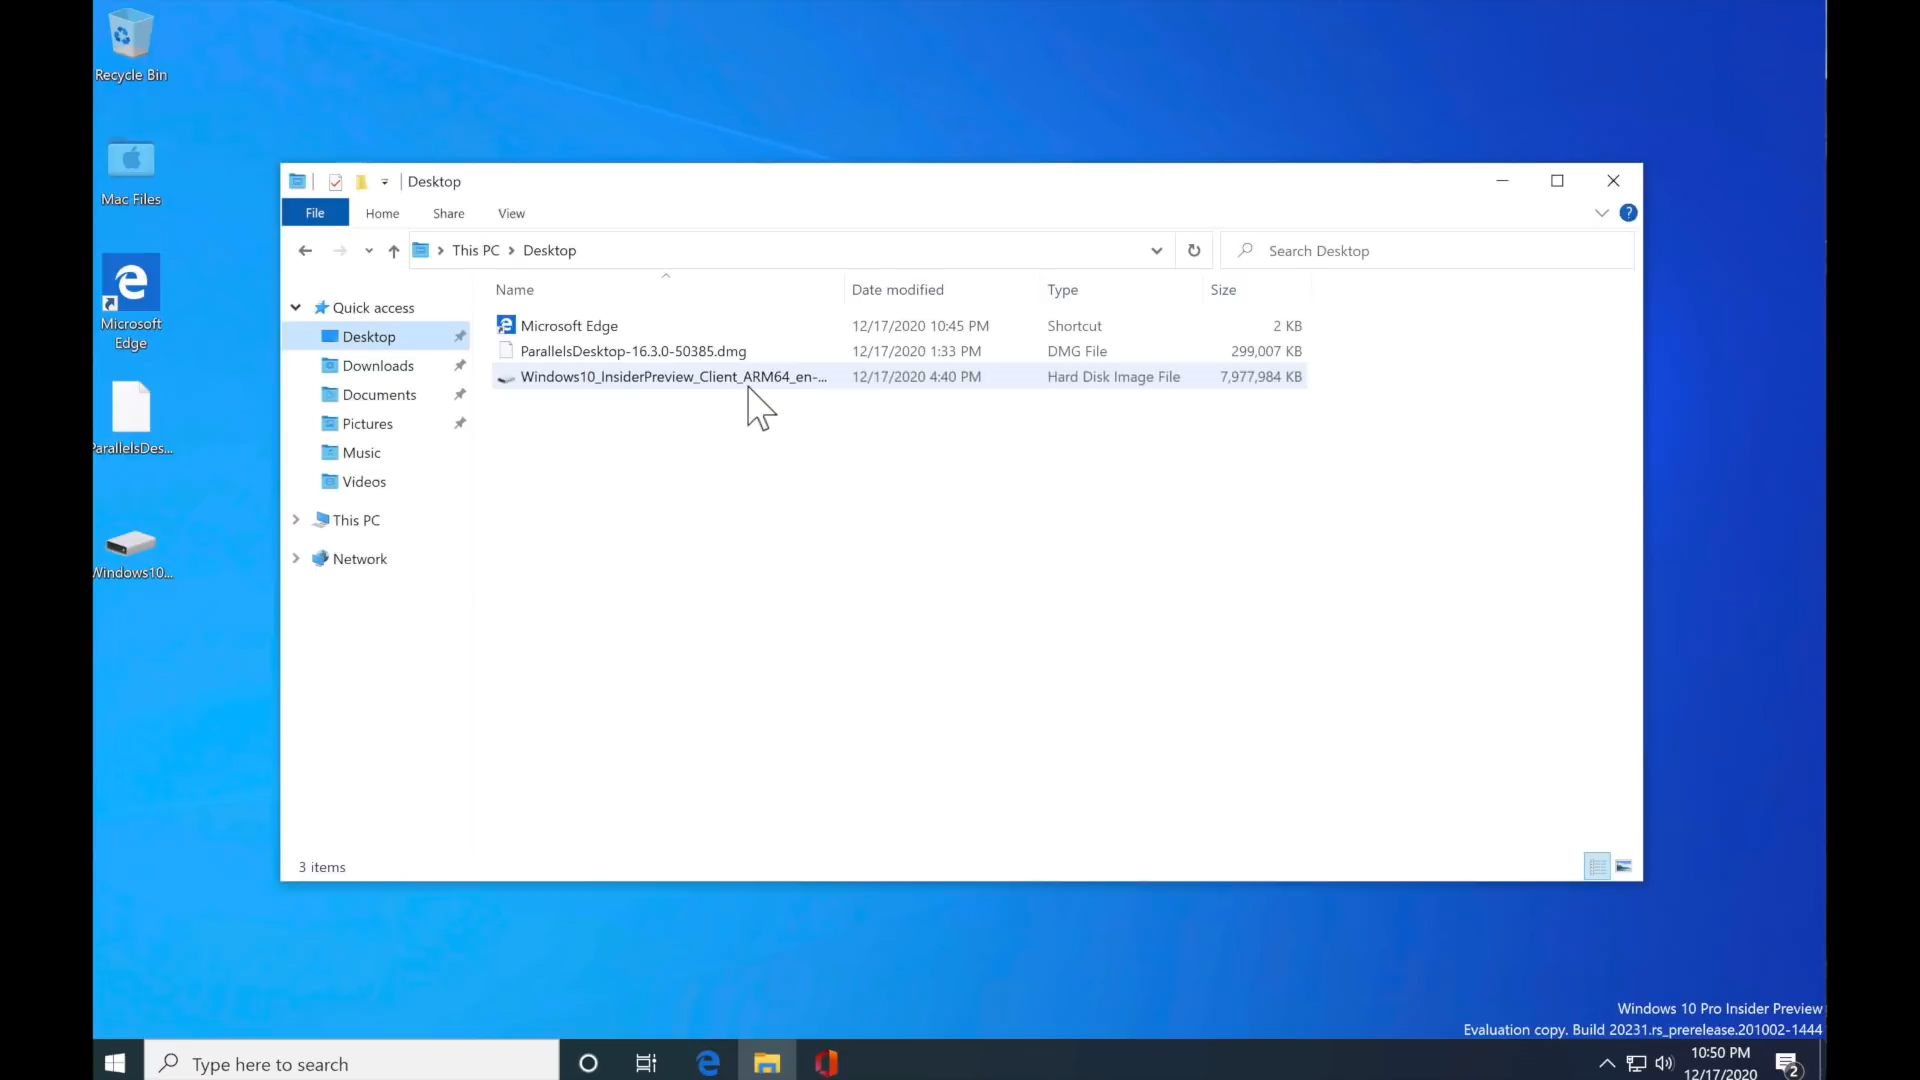 Recycle Bin
Mac Files
Microsoft
Edge
ParallelsDes...
Windows10...
Desktop
File Home Share View
This PC > Desktop
Search Desktop
Name Date modified Type Size
Quick access
Desktop
Downloads
Documents
Pictures
Music
Videos
This PC
Network
Microsoft Edge 12/17/2020 10:45 PM Shortcut 2 KB
ParallelsDesktop-16.3.0-50385.dmg 12/17/2020 1:33 PM DMG File 299,007 KB
Windows10_InsiderPreview_Client_ARM64_en-... 12/17/2020 4:40 PM Hard Disk Image File 7,977,984 KB
3 items
Windows 10 Pro Insider Preview
Evaluation copy. Build 20231.rs_prerelease.201002-1444
Type here to search
10:50 PM
12/17/2020
2